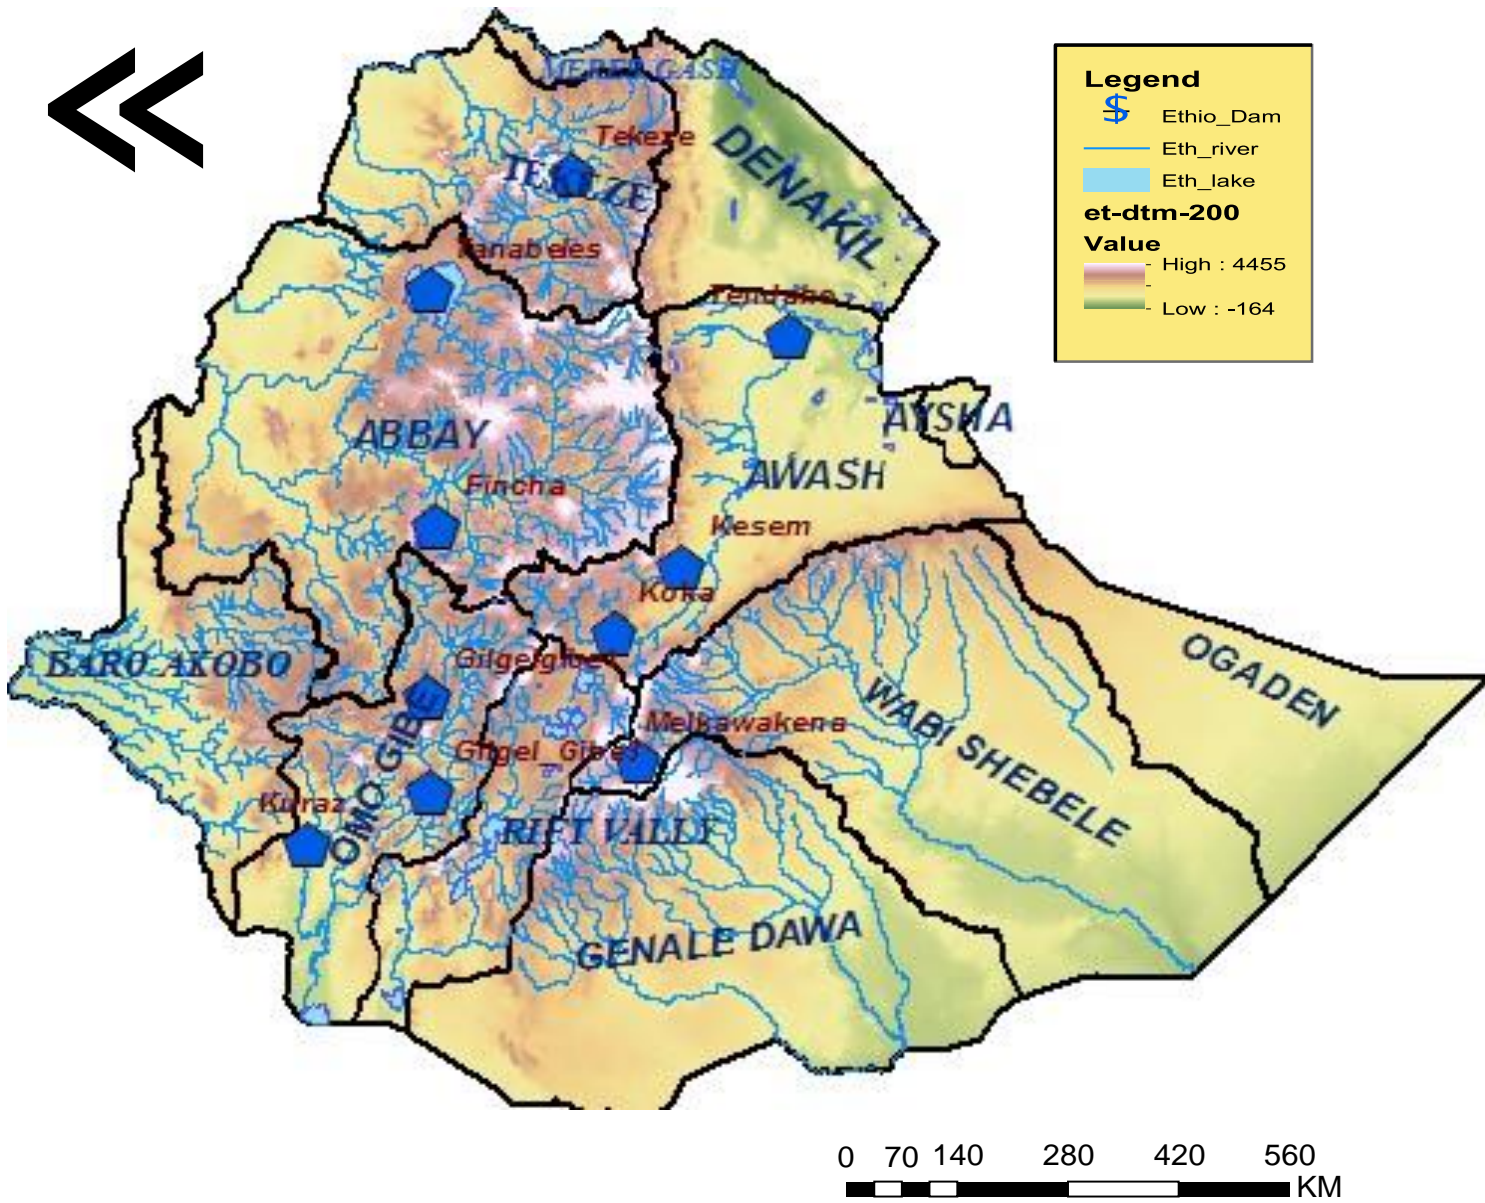 MEREB GASH
Legend
$ Ethio_Dam
Eth_river
Eth_lake
et-dtm-200
Value
High : 4455
Low : -164
Tekeze
TEKEZE
DENAKIL
Tanabeles
Tendaho
ABBAY
AYSHA
AWASH
Fincha
Kesem
Koka
BARO AKOBO
OGADEN
WABI SHEBELE
Melkawakena
OMO GIBE
Kuraz
RIFT VALLY
GENALE DAWA
0 70 140 280 420 560
KM